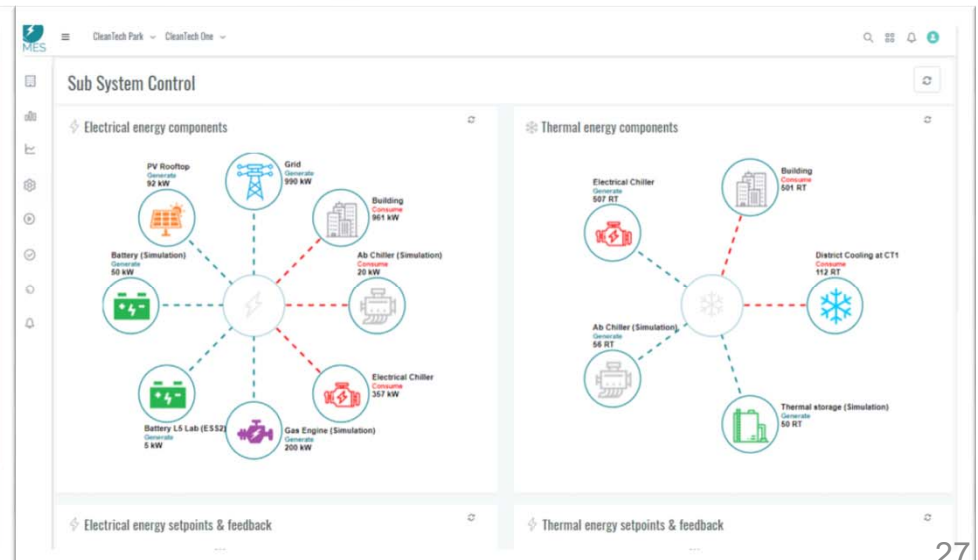 MES
CleanTech Park
CleanTech One
Sub System Control
Electrical energy components
PV Rooftop
Generate
92 kW
Grid
Generate
990 kW
Building
Consume
961 kW
Battery (Simulation)
Generate
50 kW
Ab Chiller (Simulation)
Consume
20 kW
Electrical Chiller
Consume
357 kW
Battery L5 Lab (ESS2)
Generate
5 kW
Gas Engine (Simulation)
Generate
200 kW
Thermal energy components
Building
Consume
501 RT
Electrical Chiller
Generate
507 RT
District Cooling at CT1
Consume
112 RT
Ab Chiller (Simulation)
Generate
56 RT
Thermal storage (Simulation)
Generate
50 RT
Electrical energy setpoints & feedback
Thermal energy setpoints & feedback
27